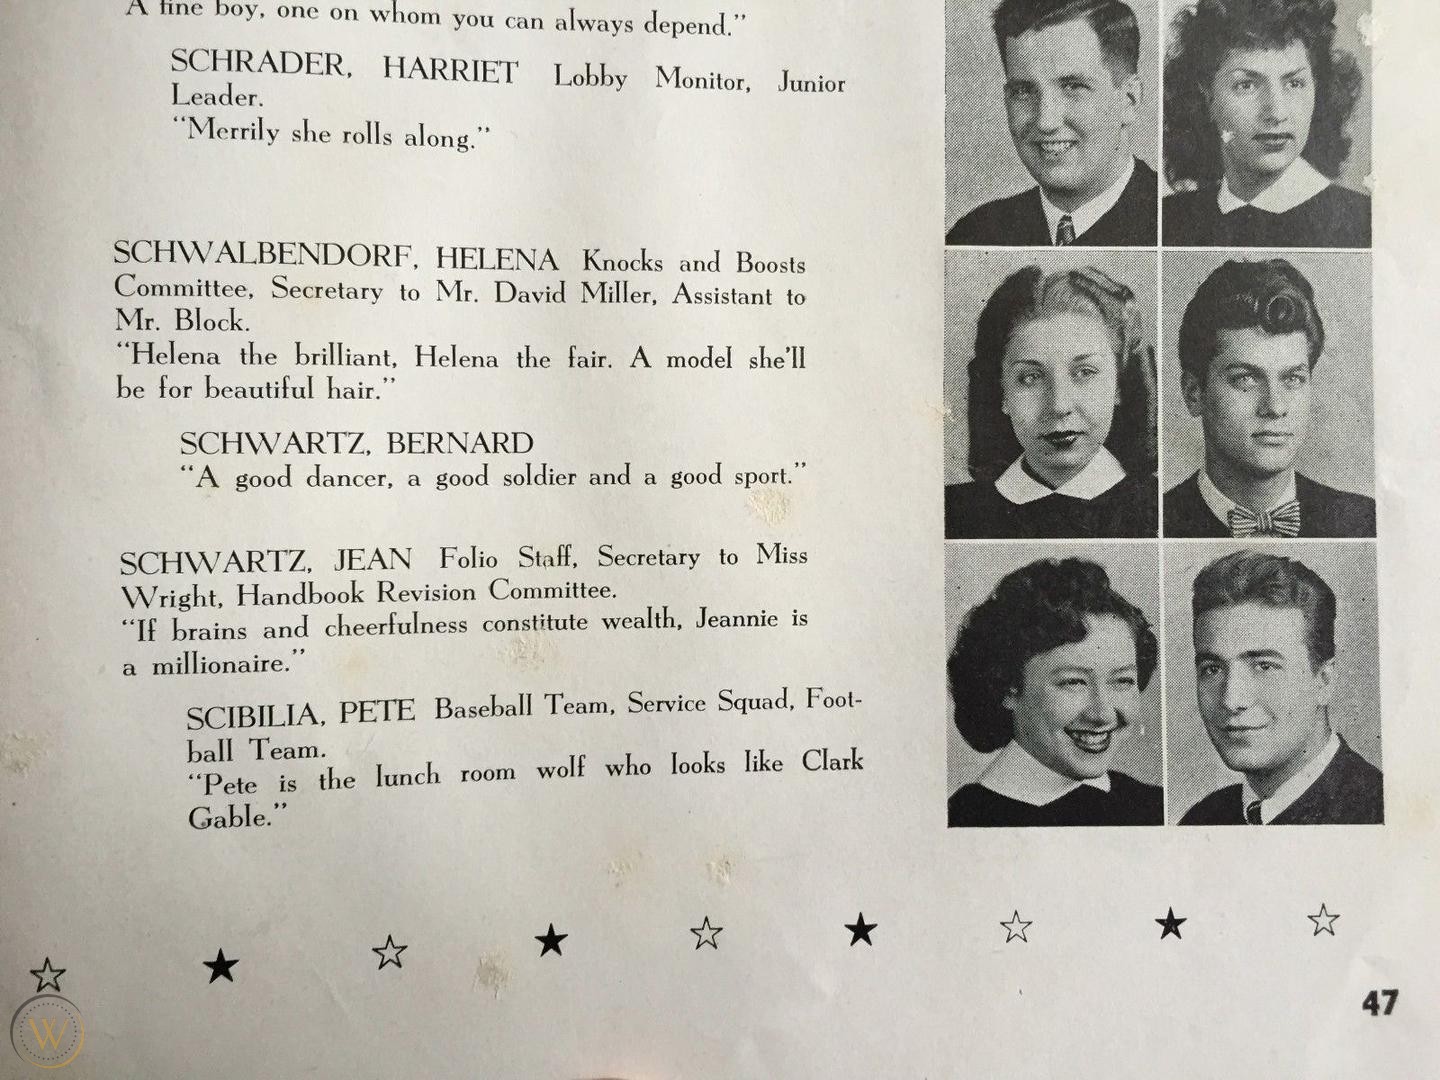 A fine boy, one on whom you can always depend."
SCHRADER, HARRIET Lobby Monitor, Junior
Leader.
"Merrily she rolls along."
SCHWALBENDORF, HELENA Knocks and Boosts
Committee, Secretary to Mr. David Miller, Assistant to
Mr. Block.
"Helena the brilliant, Helena the fair. A model she'll
be for beautiful hair."
SCHWARTZ, BERNARD
"A good dancer, a good soldier and a good sport."
SCHWARTZ, JEAN Folio Staff, Secretary to Miss
Wright, Handbook Revision Committee.
"If brains and cheerfulness constitute wealth, Jeannie is
a millionaire."
SCIBILIA, PETE Baseball Team, Service Squad, Foot-
ball Team.
"Pete is the lunch room wolf who looks like Clark
Gable."
47
W